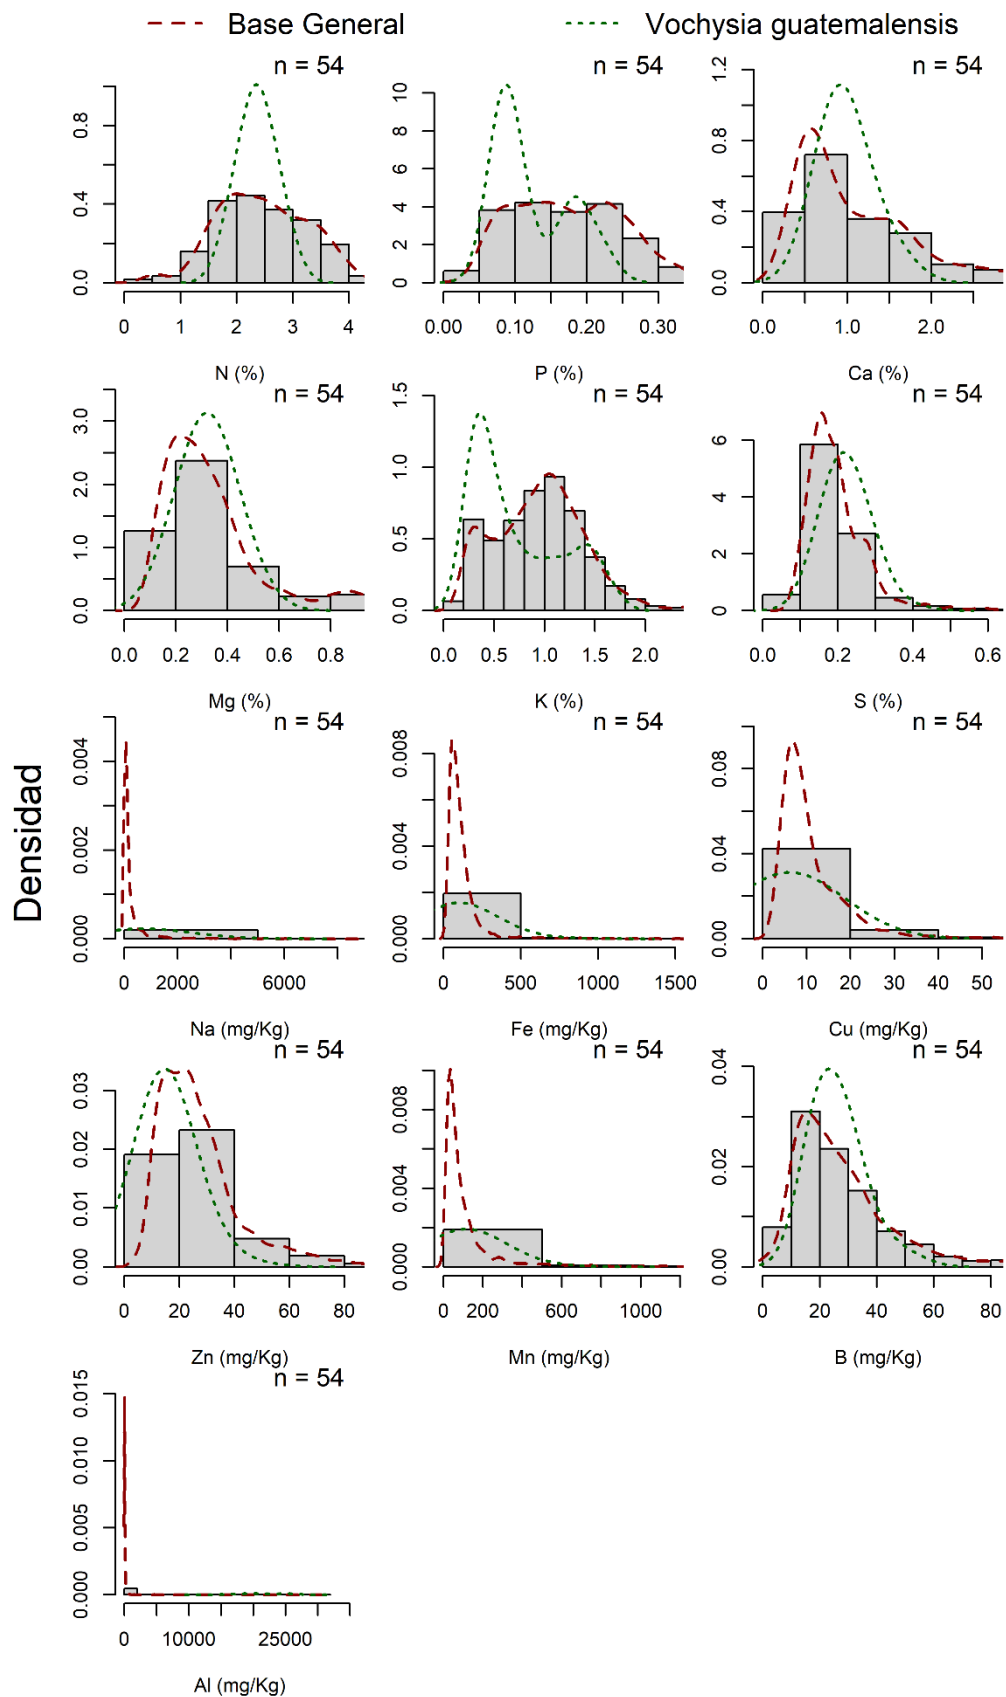 Base General Vochysia guatemalensis
n = 54 n = 54 n = 54
0.0 0.4 0.8
0 2 4 6 8 10
0.0 0.4 0.8 1.2
0 1 2 3 4
0.00 0.10 0.20 0.30
0.0 1.0 2.0
N (%) P (%) Ca (%)
n = 54 n = 54 n = 54
0.0 1.0 2.0 3.0
0.0 0.5 1.0 1.5
0 2 4 6
0.0 0.2 0.4 0.6 0.8
0.0 0.5 1.0 1.5 2.0
0.0 0.2 0.4 0.6
Mg (%) K (%) S (%)
n = 54 n = 54 n = 54
Densidad
0.000 0.002 0.004
0.000 0.004 0.008
0.00 0.04 0.08
0 2000 6000
0 500 1000 1500
0 10 20 30 40 50
Na (mg/Kg) Fe (mg/Kg) Cu (mg/Kg)
n = 54 n = 54 n = 54
0.00 0.01 0.02 0.03
0.000 0.004 0.008
0.00 0.02 0.04
0 20 40 60 80
0 200 600 1000
0 20 40 60 80
Zn (mg/Kg) Mn (mg/Kg) B (mg/Kg)
n = 54
0.000 0.005 0.010 0.015
0 10000 25000
Al (mg/Kg)